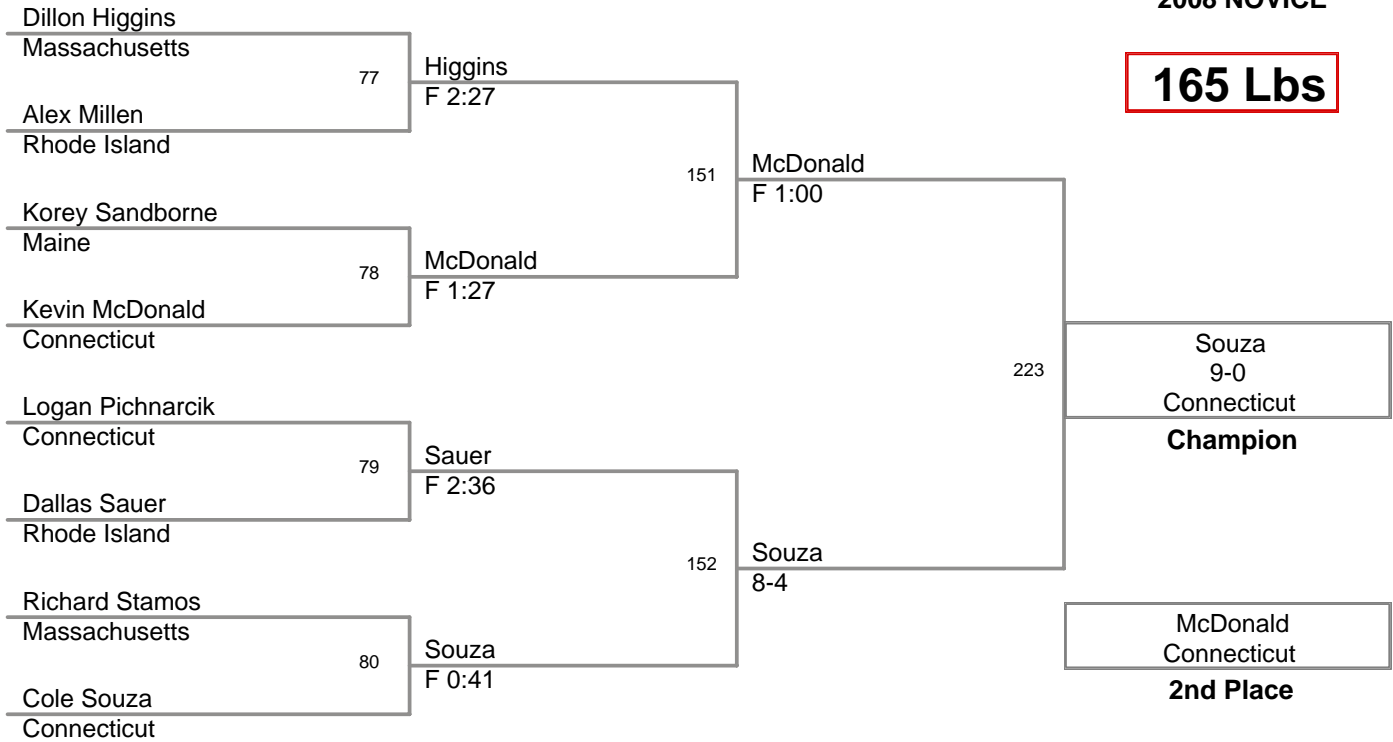 2008 NOVICE
165 Lbs
Dillon Higgins
Massachusetts
77
Alex Millen
Rhode Island
Higgins
F 2:27
Korey Sandborne
Maine
78
Kevin McDonald
Connecticut
McDonald
F 1:27
151
McDonald
F 1:00
Logan Pichnarcik
Connecticut
79
Dallas Sauer
Rhode Island
Sauer
F 2:36
Richard Stamos
Massachusetts
80
Cole Souza
Connecticut
Souza
F 0:41
152
Souza
8-4
223
Souza
9-0
Connecticut
Champion
McDonald
Connecticut
2nd Place